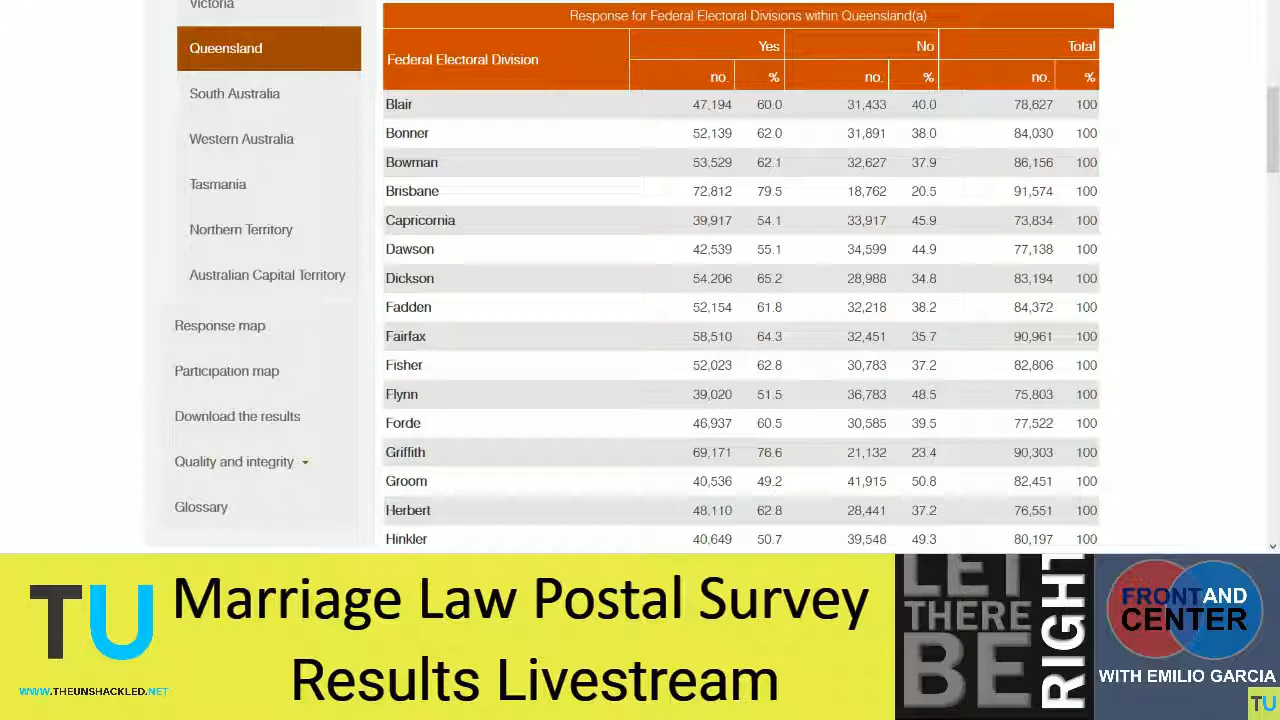 Victoria
Queensland
South Australia
Western Australia
Tasmania
Northern Territory
Australian Capital Territory
Response map
Participation map
Download the results
Quality and integrity
Glossary
Response for Federal Electoral Divisions within Queensland(a)
Federal Electoral Division Yes No Total
no. % no. % no. %
Blair 47,194 60.0 31,433 40.0 78,627 100
Bonner 52,139 62.0 31,891 38.0 84,030 100
Bowman 53,529 62.1 32,627 37.9 86,156 100
Brisbane 72,812 79.5 18,762 20.5 91,574 100
Capricornia 39,917 54.1 33,917 45.9 73,834 100
Dawson 42,539 55.1 34,599 44.9 77,138 100
Dickson 54,206 65.2 28,988 34.8 83,194 100
Fadden 52,154 61.8 32,218 38.2 84,372 100
Fairfax 58,510 64.3 32,451 35.7 90,961 100
Fisher 52,023 62.8 30,783 37.2 82,806 100
Flynn 39,020 51.5 36,783 48.5 75,803 100
Forde 46,937 60.5 30,585 39.5 77,522 100
Griffith 69,171 76.6 21,132 23.4 90,303 100
Groom 40,536 49.2 41,915 50.8 82,451 100
Herbert 48,110 62.8 28,441 37.2 76,551 100
Hinkler 40,649 50.7 39,548 49.3 80,197 100
TU
WWW.THEUNSHACKLED.NET
Marriage Law Postal Survey
Results Livestream
LET
THERE
BE
RIGHT
FRONT AND
CENTER
WITH EMILIO GARCIA
TU